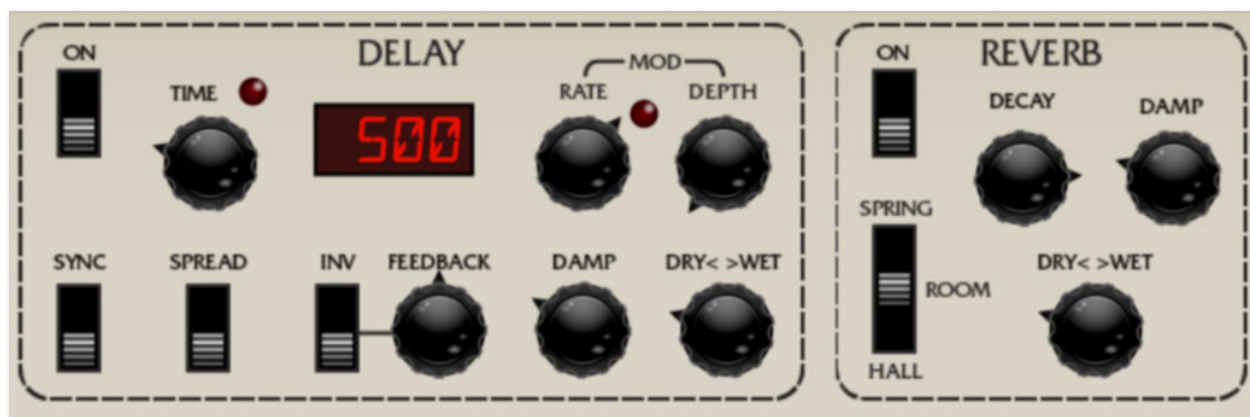 ON
DELAY
MOD
TIME
RATE
DEPTH
500
SYNC
SPREAD
INV
FEEDBACK
DAMP
DRY< >WET
ON
REVERB
DECAY
DAMP
SPRING
ROOM
HALL
DRY< >WET